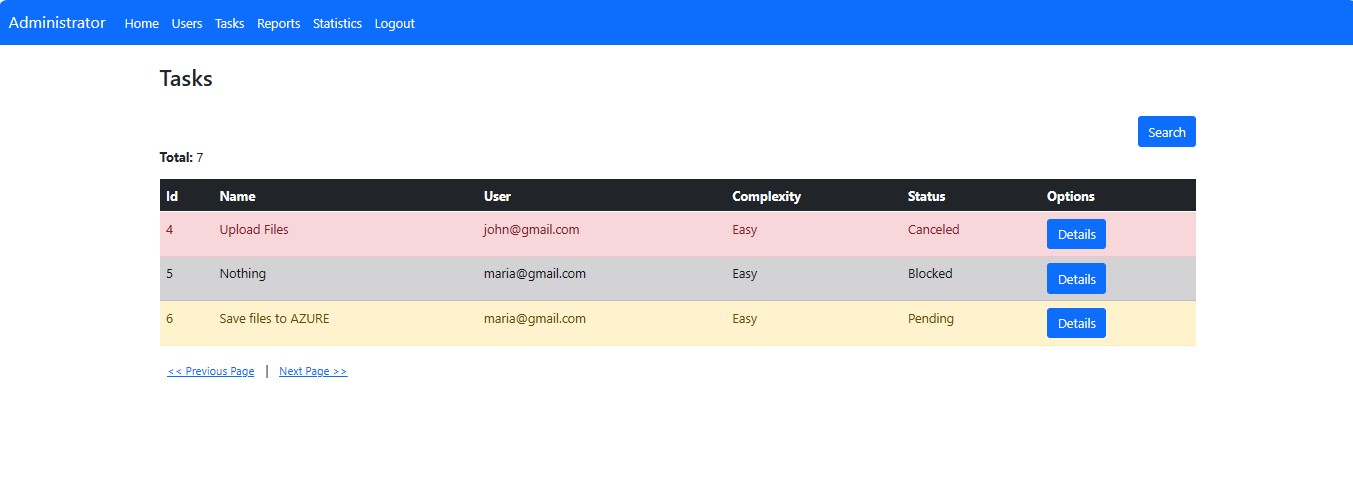 Administrator Home Users Tasks Reports Statistics Logout
Tasks
Search
Total: 7
Id Name User Complexity Status Options
4 Upload Files john@gmail.com Easy Canceled Details
5 Nothing maria@gmail.com Easy Blocked Details
6 Save files to AZURE maria@gmail.com Easy Pending Details
<< Previous Page | Next Page >>